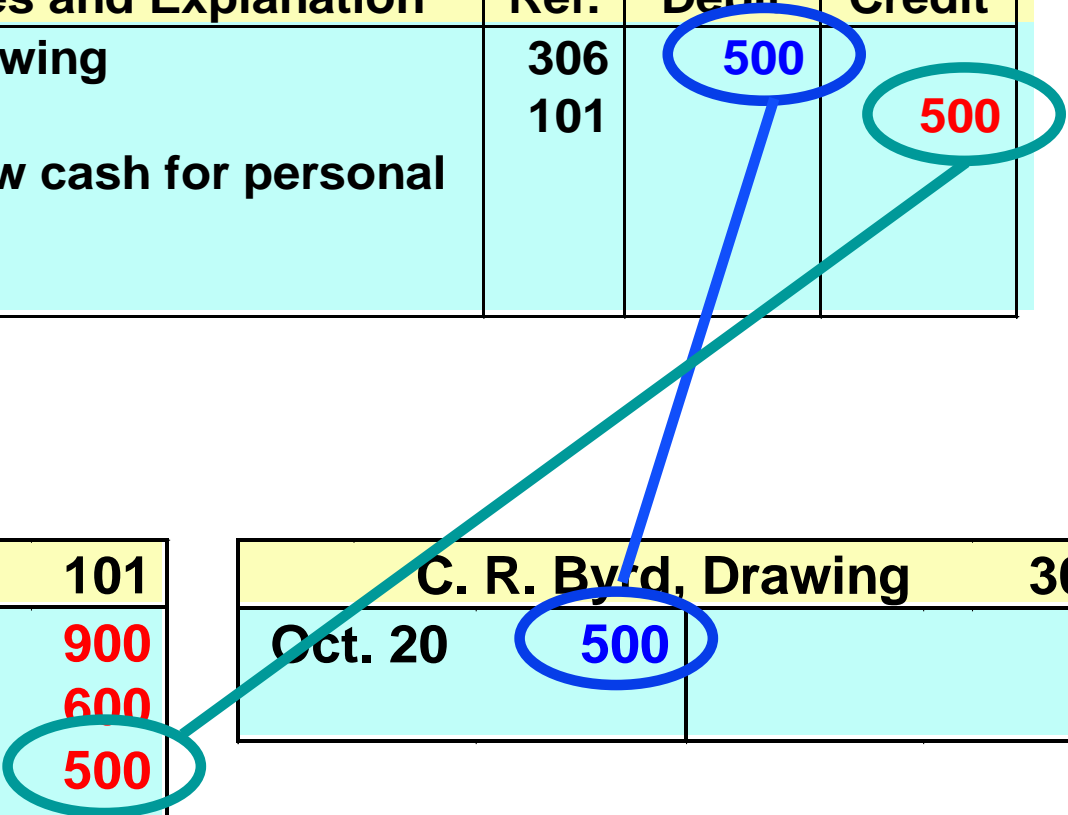 and Explanation Ref. Debit Credit
wing 306 500
101 500
cash for personal
101
900
600
500
C. R. Byrd, Drawing
Oct. 20 500